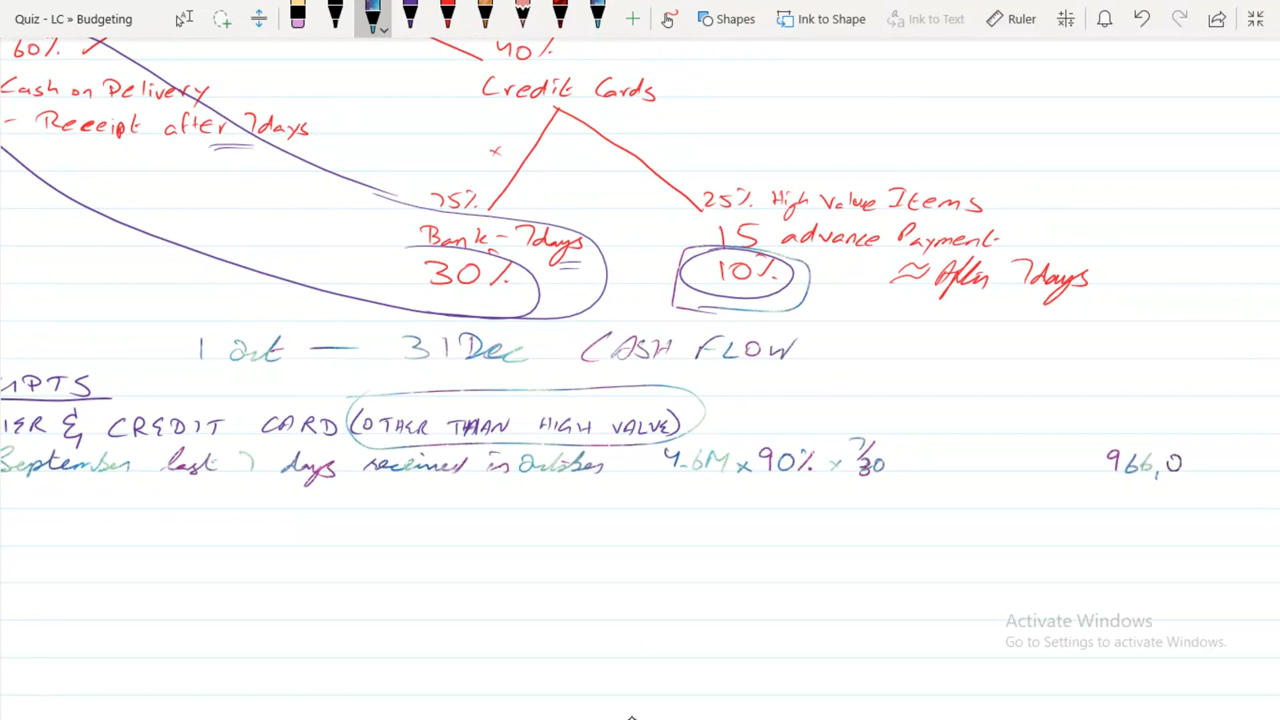 Quiz - LC » Budgeting
Shapes
Ink to Shape
Ink to Text
Ruler
60%
40%
Cash on Delivery
Credit Cards
- Receipt after 7days
x
75%
25% High Value Items
Bank - 7days
15 advance Payment
30%
10%
≈ After 7days
1 Oct — 31 Dec CASH FLOW
IPTS
IER & CREDIT CARD (OTHER THAN HIGH VALUE)
September last 7 days received in October 4.6M x 90% x 7/30 966,0
Activate Windows
Go to Settings to activate Windows.